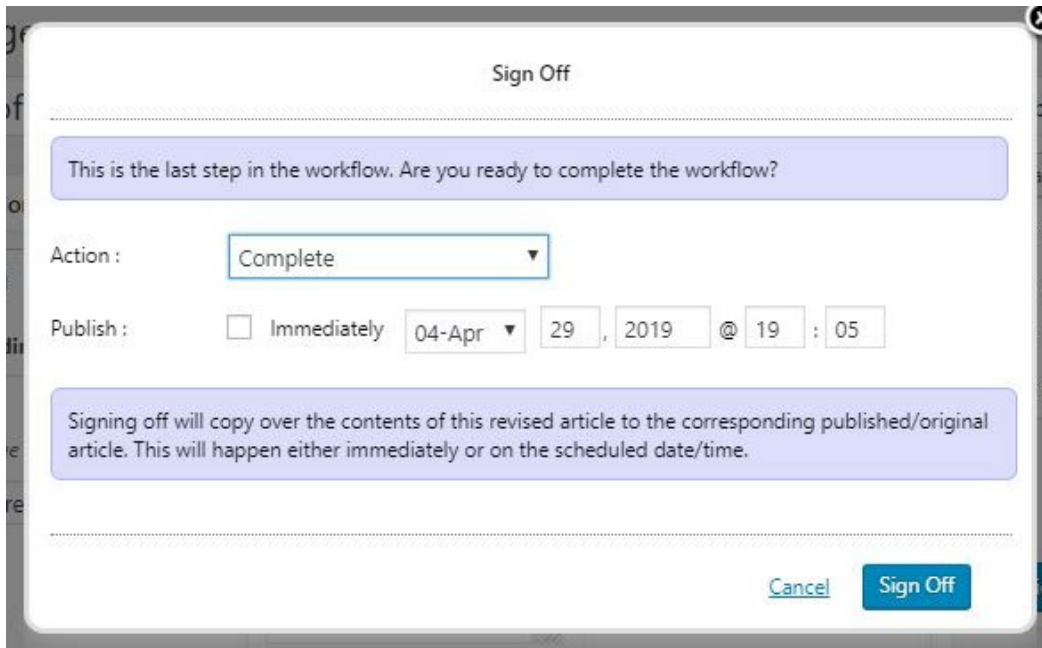 Sign Off
This is the last step in the workflow. Are you ready to complete the workflow?
Action :
Complete
Publish :
Immediately 04-Apr 29 , 2019 @ 19 : 05
Signing off will copy over the contents of this revised article to the corresponding published/original
article. This will happen either immediately or on the scheduled date/time.
Cancel Sign Off